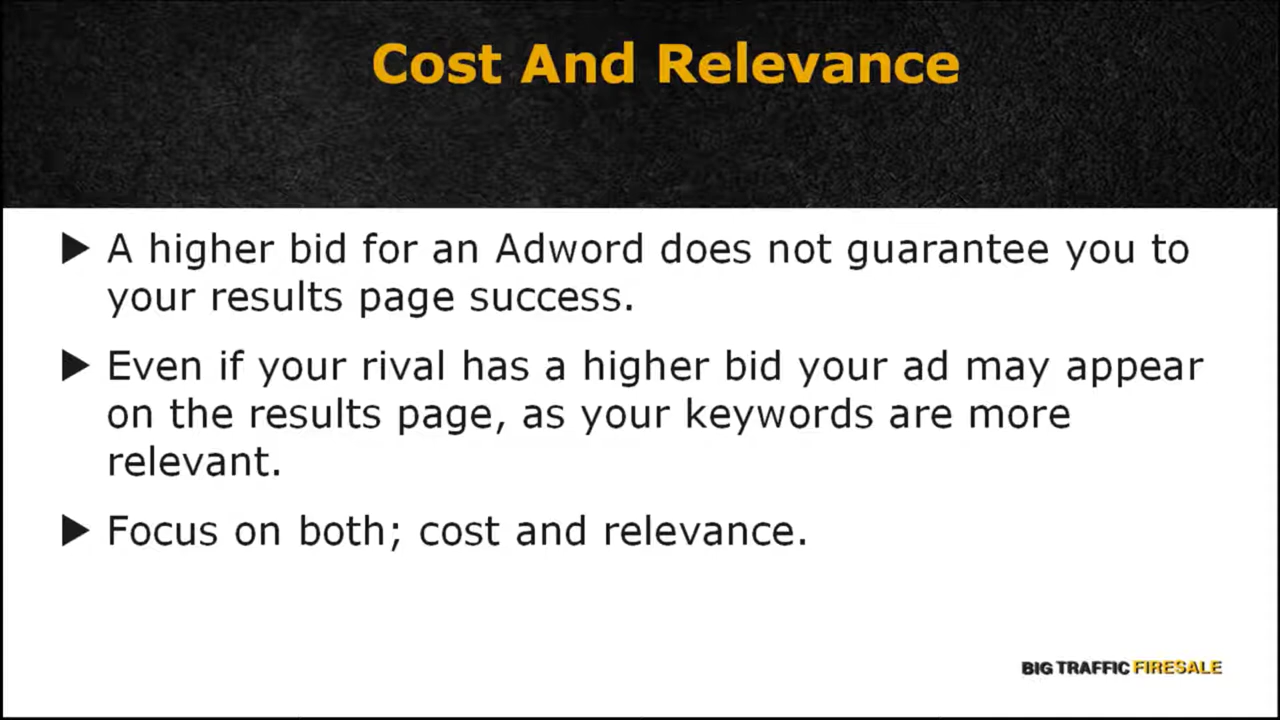 Cost And Relevance
▶ A higher bid for an Adword does not guarantee you to
your results page success.
▶ Even if your rival has a higher bid your ad may appear
on the results page, as your keywords are more
relevant.
▶ Focus on both; cost and relevance.
BIG TRAFFIC FIRESALE